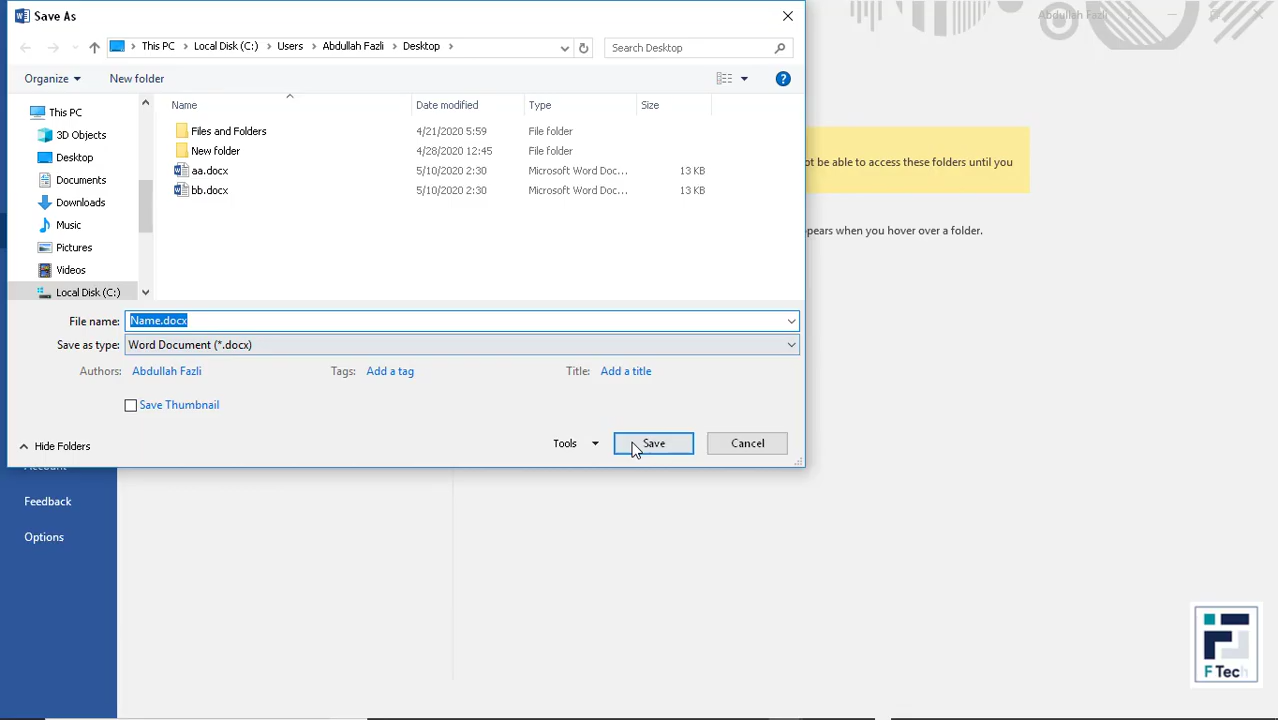 Save As
Abdullah Fazli
This PC > Local Disk (C:) > Users > Abdullah Fazli > Desktop >
Search Desktop
Organize
New folder
?
Name
Date modified
Type
Size
This PC
3D Objects
Desktop
Documents
Downloads
Music
Pictures
Videos
Local Disk (C:)
Files and Folders 4/21/2020 5:59 File folder
New folder 4/28/2020 12:45 File folder
aa.docx 5/10/2020 2:30 Microsoft Word Doc... 13 KB
bb.docx 5/10/2020 2:30 Microsoft Word Doc... 13 KB
ot be able to access these folders until you
pears when you hover over a folder.
File name: Name.docx
Save as type: Word Document (*.docx)
Authors: Abdullah Fazli
Tags: Add a tag
Title: Add a title
Save Thumbnail
Hide Folders
Tools
Save
Cancel
Account
Feedback
Options
F Tech